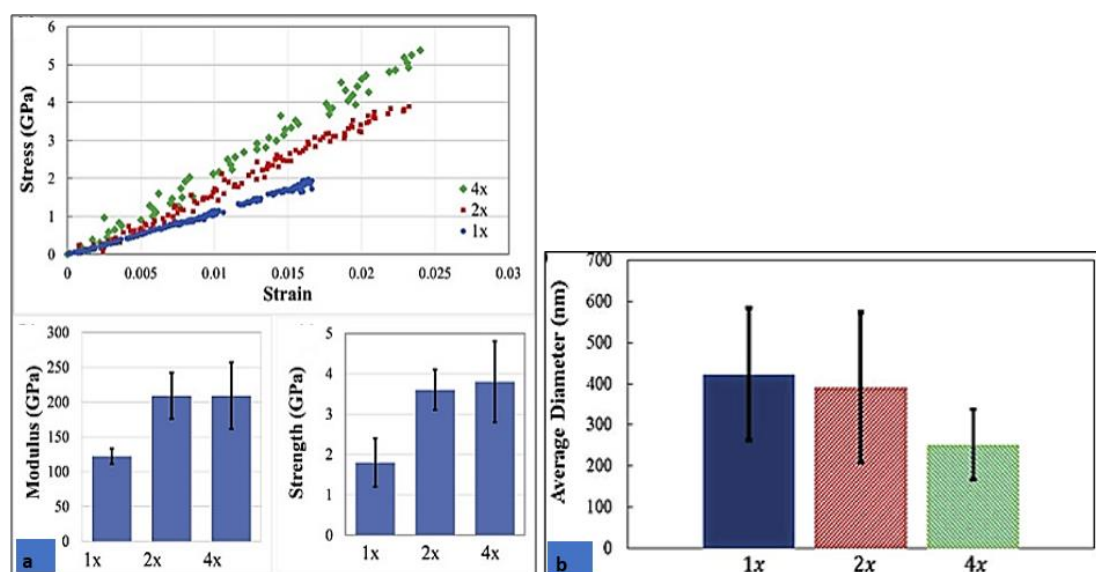 6
5
4
3
2
1
0
Stress (GPa)
4x
2x
1x
0 0.005 0.01 0.015 0.02 0.025 0.03
Strain
300
250
200
150
100
50
0
Modulus (GPa)
1x 2x 4x
a
5
4
3
2
1
0
Strength (GPa)
1x 2x 4x
700
600
500
400
300
200
100
0
Average Diameter (nm)
1x 2x 4x
b